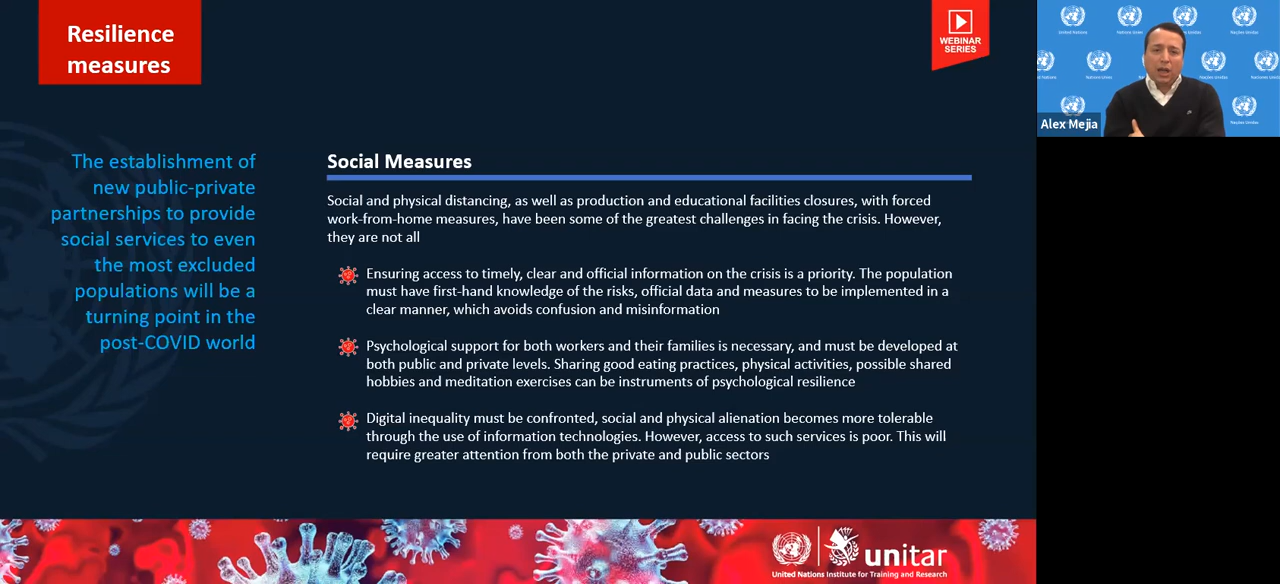 Resilience
measures
WEBINAR
SERIES
The establishment of
new public-private
partnerships to provide
social services to even
the most excluded
populations will be a
turning point in the
post-COVID world
Social Measures
Social and physical distancing, as well as production and educational facilities closures, with forced
work-from-home measures, have been some of the greatest challenges in facing the crisis. However,
they are not all
Ensuring access to timely, clear and official information on the crisis is a priority. The population
must have first-hand knowledge of the risks, official data and measures to be implemented in a
clear manner, which avoids confusion and misinformation
Psychological support for both workers and their families is necessary, and must be developed at
both public and private levels. Sharing good eating practices, physical activities, possible shared
hobbies and meditation exercises can be instruments of psychological resilience
Digital inequality must be confronted, social and physical alienation becomes more tolerable
through the use of information technologies. However, access to such services is poor. This will
require greater attention from both the private and public sectors
unitar
United Nations Institute for Training and Research
Alex Mejia